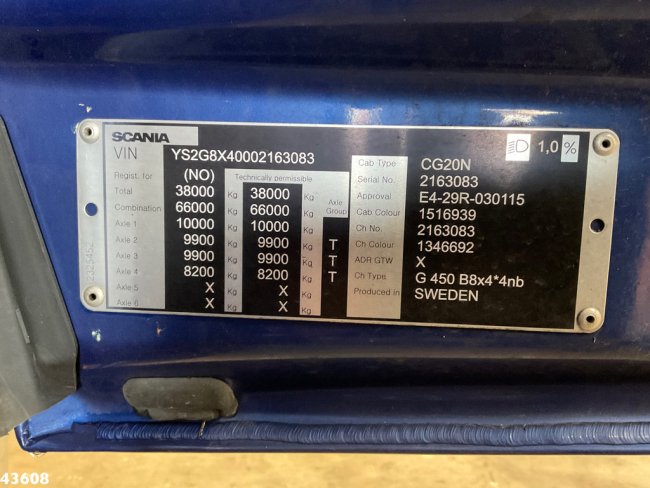 SCANIA
VIN YS2G8X40002163083
1,0 %
Regist. for (NO) Technically permissible
Total 38000 Kg 38000 Kg Axle Group
Combination 66000 Kg 66000 Kg
Axle 1 10000 Kg 10000 Kg
Axle 2 9900 Kg 9900 Kg T
Axle 3 9900 Kg 9900 Kg T
Axle 4 8200 Kg 8200 Kg T
Axle 5 X Kg X Kg
Axle 6 X Kg X Kg
Cab Type CG20N
Serial No. 2163083
Approval E4-29R-030115
Cab Colour 1516939
Ch No. 2163083
Ch Colour 1346692
ADR GTW X
Ch Type G 450 B8x4*4nb
Produced in SWEDEN
2325452
43608